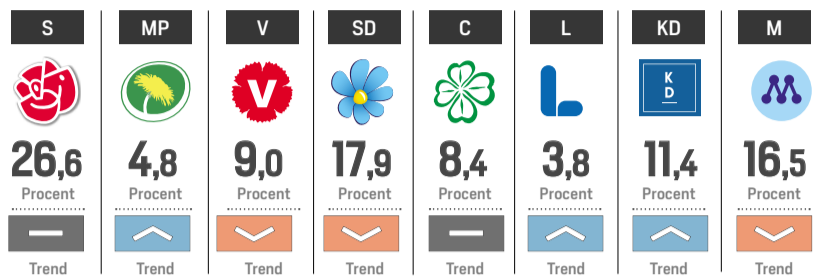 S MP V SD C L KD M
V
K
D
26,6 4,8 9,0 17,9 8,4 3,8 11,4 16,5
Procent Procent Procent Procent Procent Procent Procent Procent
Trend Trend Trend Trend Trend Trend Trend Trend